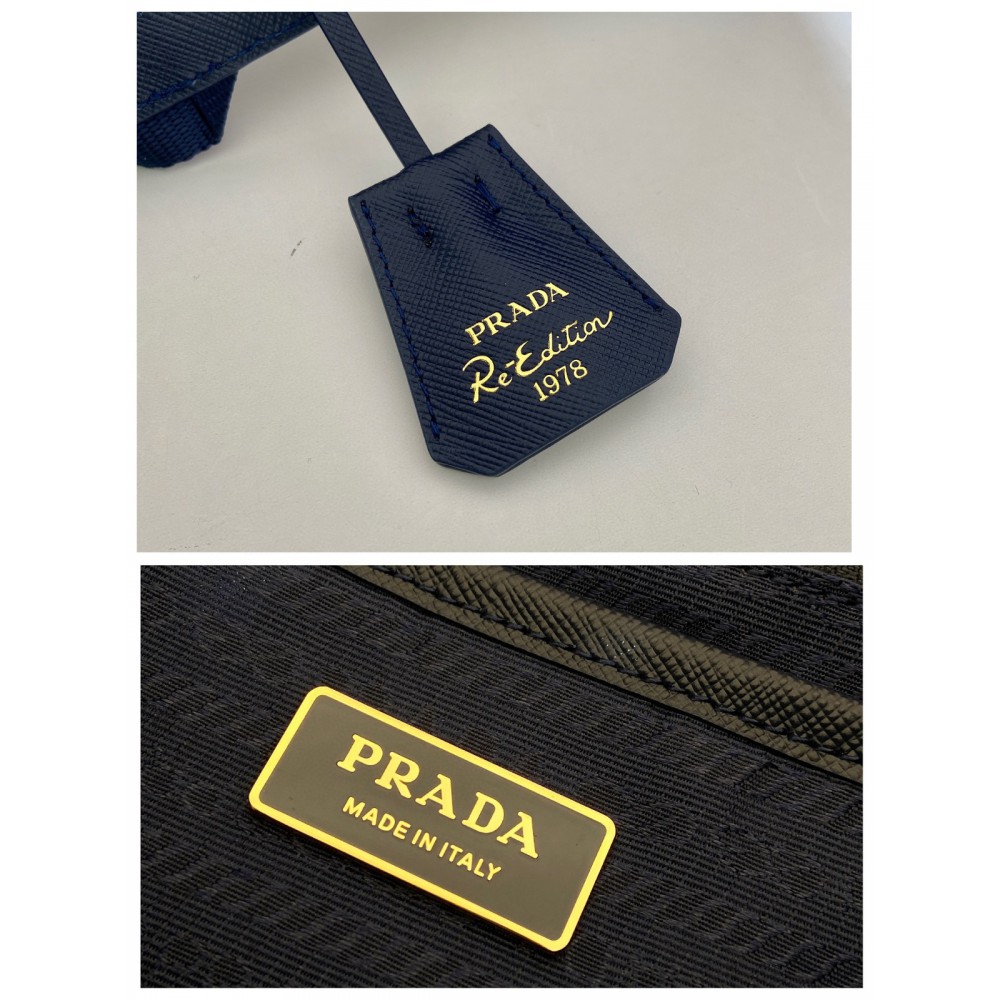 PRADA
Re-Edition
1978
PRADA
MADE IN ITALY